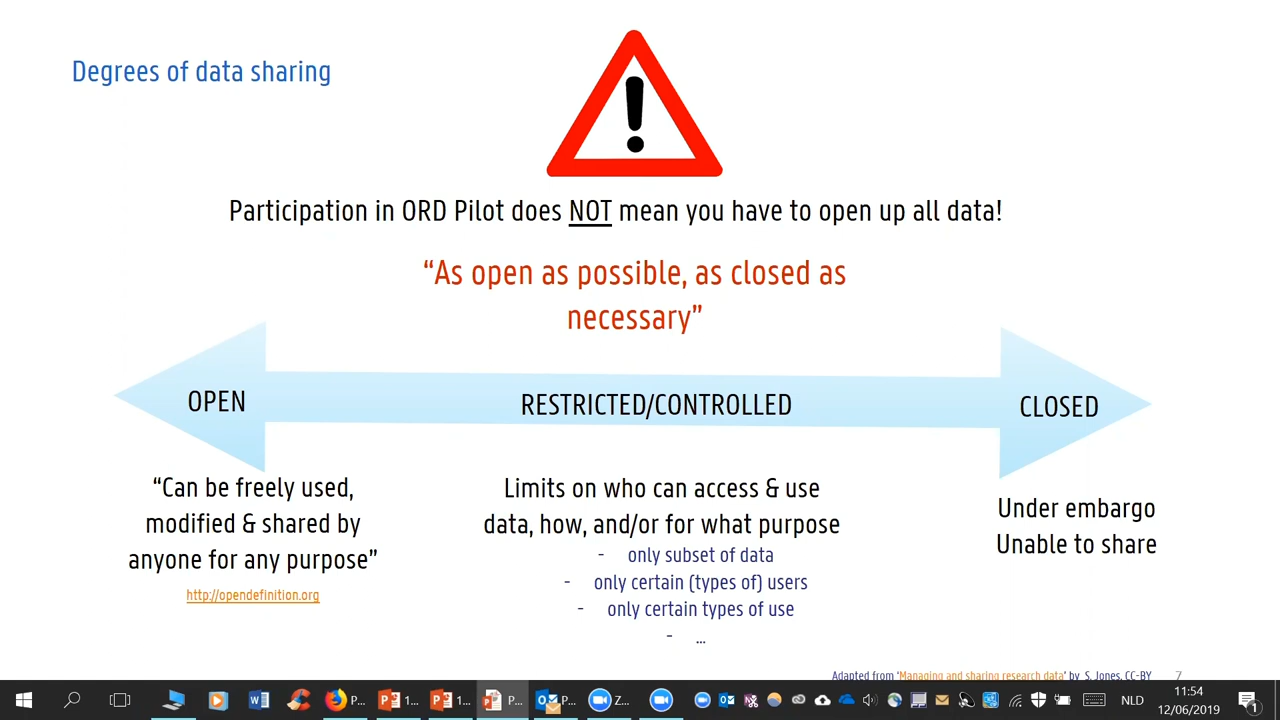 Degrees of data sharing
Participation in ORD Pilot does NOT mean you have to open up all data!
“As open as possible, as closed as
necessary”
OPEN
RESTRICTED/CONTROLLED
CLOSED
“Can be freely used,
modified & shared by
anyone for any purpose”
http://opendefinition.org
Limits on who can access & use
data, how, and/or for what purpose
- only subset of data
- only certain (types of) users
- only certain types of use
- ...
Under embargo
Unable to share
Adapted from ‘Managing and sharing research data’ by S. Jones, CC-BY
7
P...
1...
1...
P...
P...
Z...
NLD
11:54
12/06/2019
1